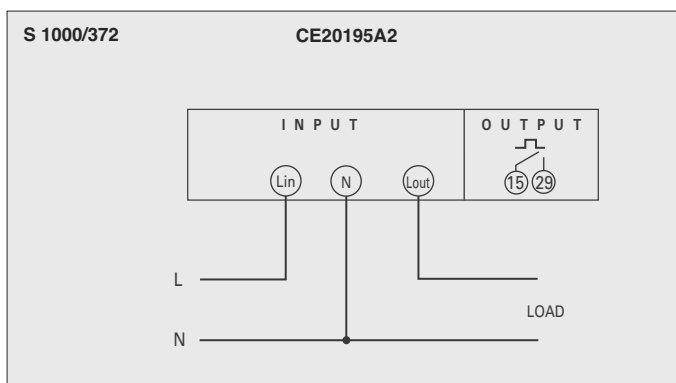 S 1000/372 CE20195A2
INPUT OUTPUT
Lin N Lout 15 29
L
LOAD
N